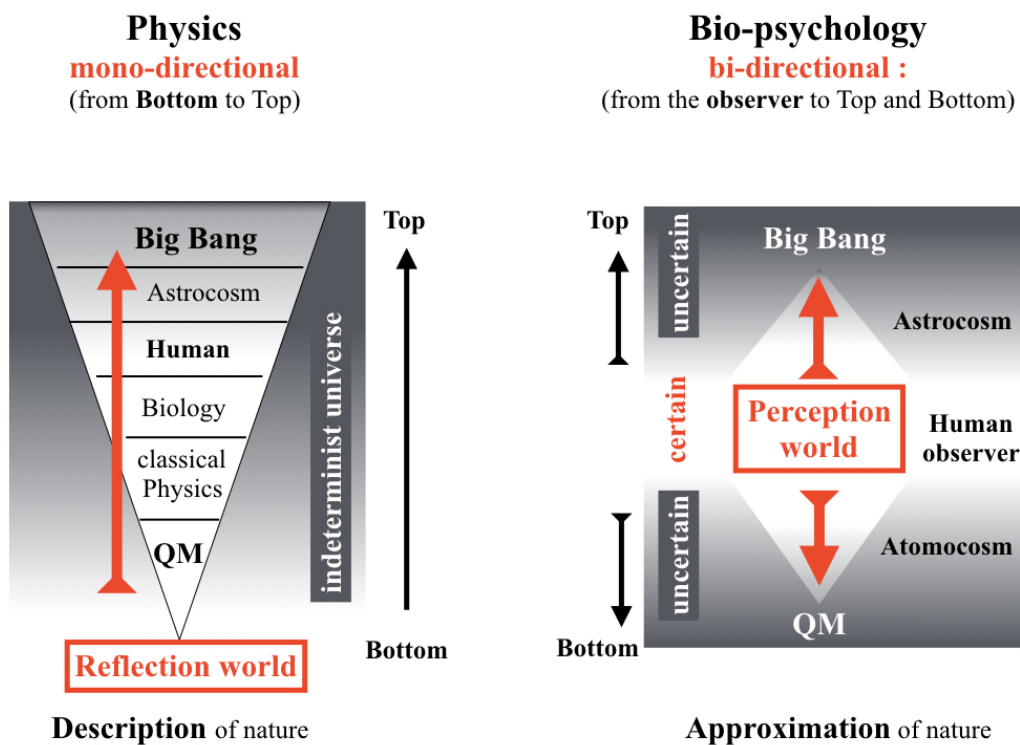 Physics
mono-directional
(from Bottom to Top)
Top
Big Bang
Astrocosm
Human
Biology
classical
Physics
QM
indeterminist universe
Bottom
Reflection world
Description of nature
Bio-psychology
bi-directional :
(from the observer to Top and Bottom)
Top
uncertain
Big Bang
Astrocosm
certain
Perception
world
Human
observer
uncertain
Atomocosm
QM
Bottom
Approximation of nature